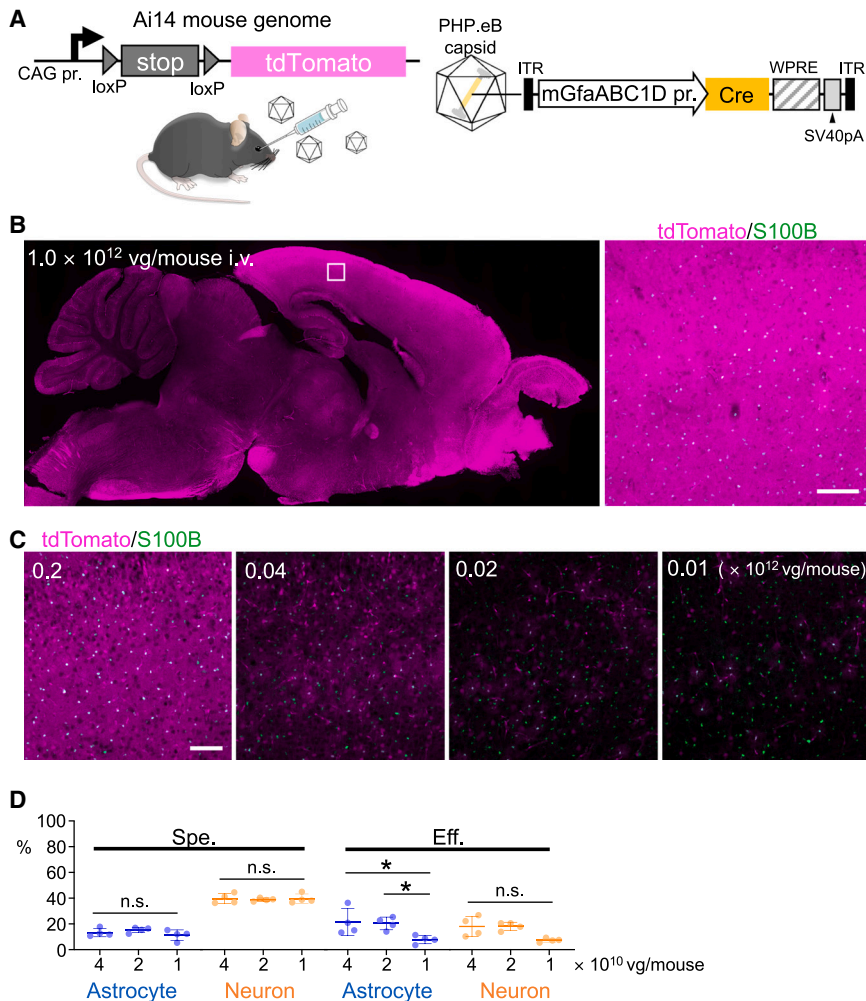 A
Ai14 mouse genome
CAG pr.
loxP
stop
loxP
tdTomato
PHP.eB
capsid
ITR
mGfaABC1D pr.
Cre
WPRE
ITR
SV40pA
B
1.0 × 10¹² vg/mouse i.v.
tdTomato/S100B
C
tdTomato/S100B
0.2
0.04
0.02
0.01 ( × 10¹² vg/mouse)
D
%
100
80
60
40
20
0
Spe.
Eff.
n.s.
n.s.
*
*
n.s.
4 2 1 4 2 1 4 2 1 4 2 1 × 10¹⁰ vg/mouse
Astrocyte Neuron Astrocyte Neuron